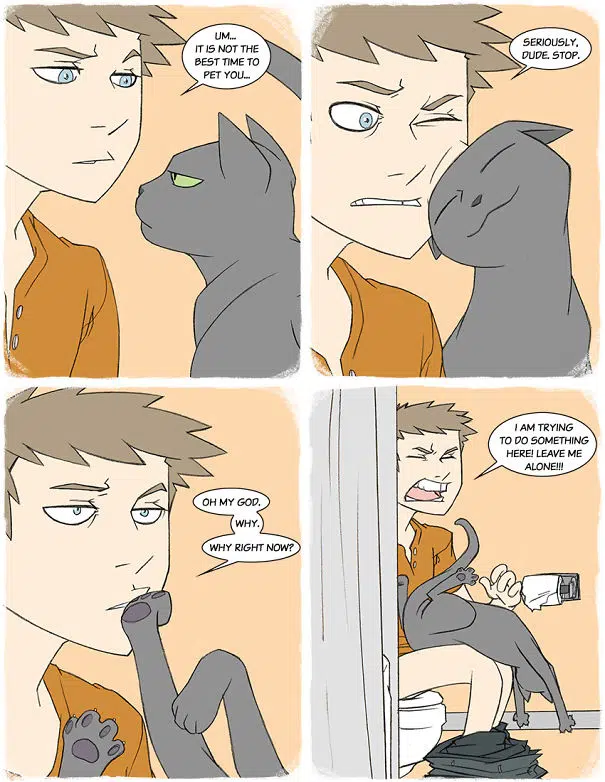 UM...
IT IS NOT THE
BEST TIME TO
PET YOU...
SERIOUSLY,
DUDE. STOP.
OH MY GOD.
WHY.
WHY RIGHT NOW?
I AM TRYING
TO DO SOMETHING
HERE! LEAVE ME
ALONE!!!